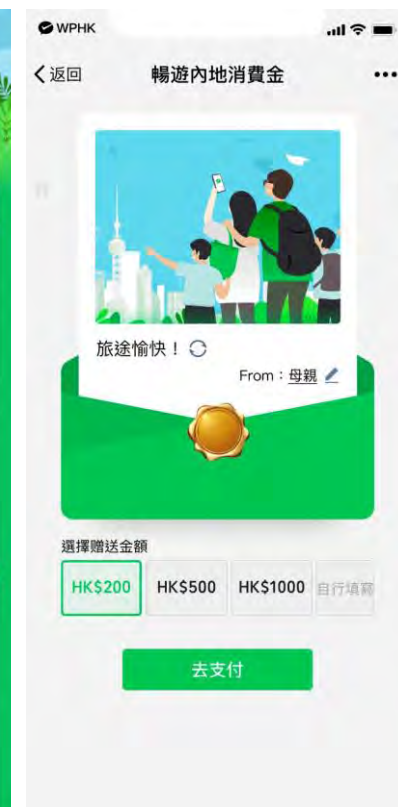 WPHK
返回
暢遊內地消費金
旅途愉快！
From：母親
選擇贈送金額
HK$200
HK$500
HK$1000
自行填寫
去支付